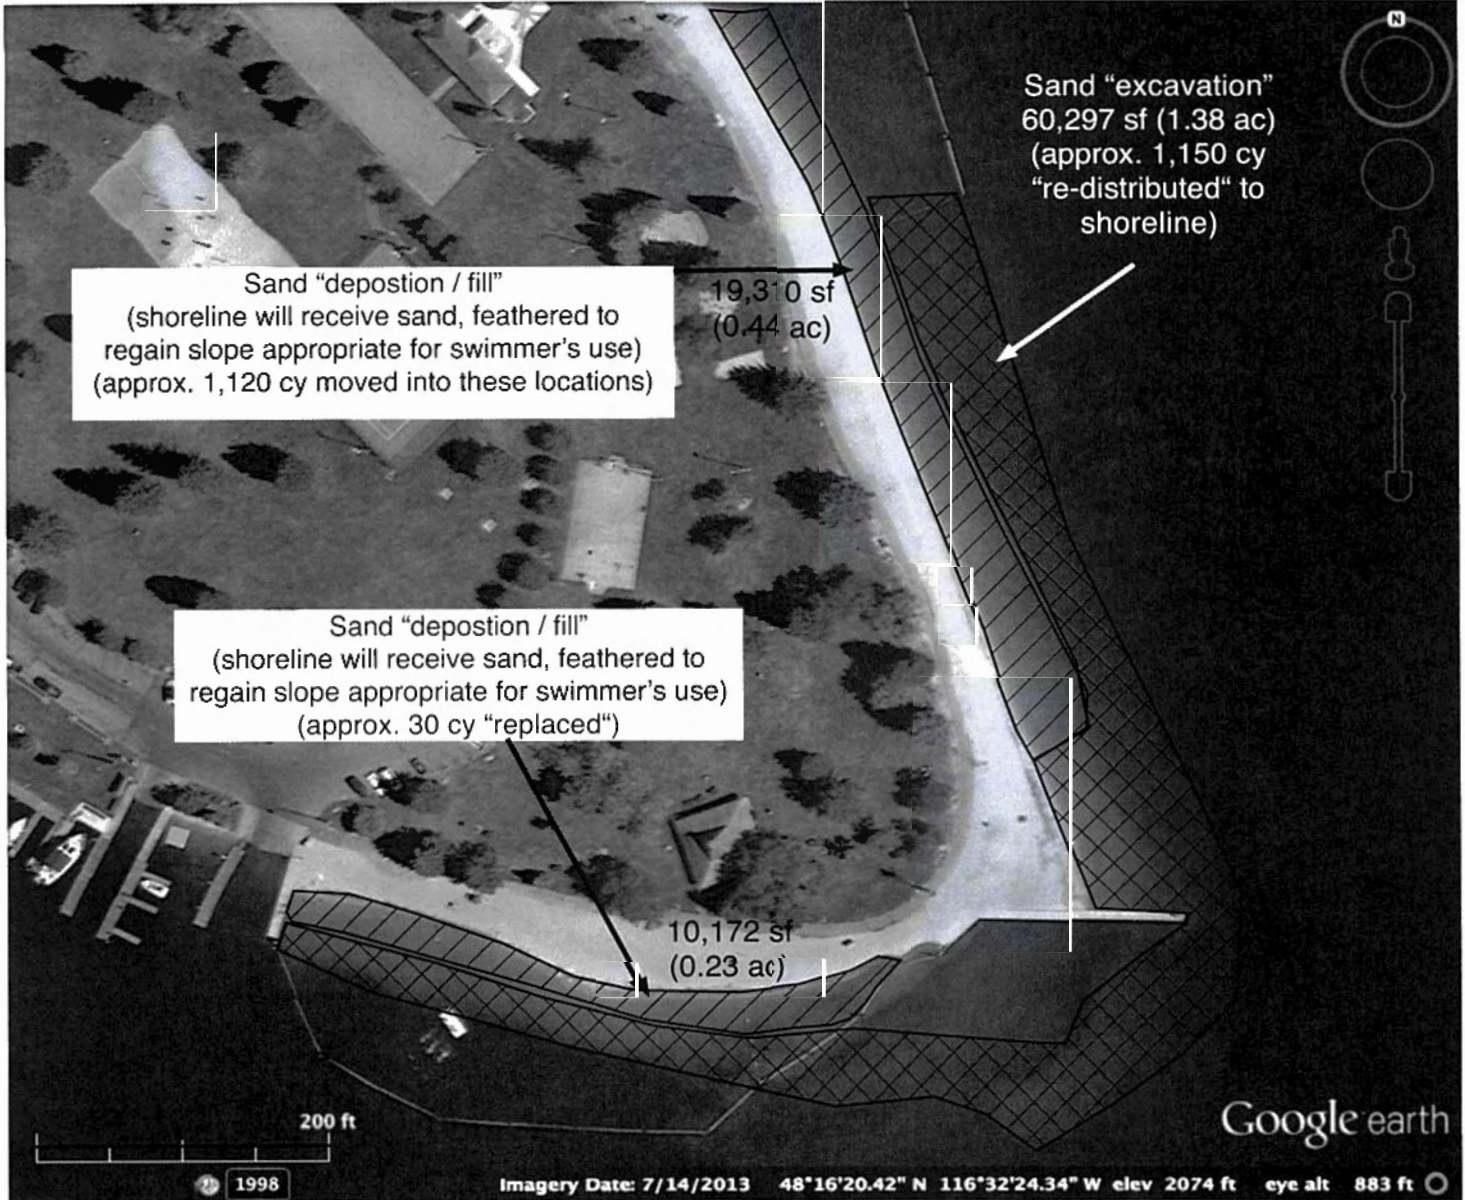 N
Sand “excavation”
60,297 sf (1.38 ac)
(approx. 1,150 cy
“re-distributed“ to
shoreline)
Sand “depostion / fill”
(shoreline will receive sand, feathered to
regain slope appropriate for swimmer’s use)
(approx. 1,120 cy moved into these locations)
19,310 sf
(0.44 ac)
Sand “depostion / fill”
(shoreline will receive sand, feathered to
regain slope appropriate for swimmer’s use)
(approx. 30 cy “replaced“)
10,172 sf
(0.23 ac)
200 ft
Google earth
1998
Imagery Date: 7/14/2013 48°16'20.42" N 116°32'24.34" W elev 2074 ft eye alt 883 ft